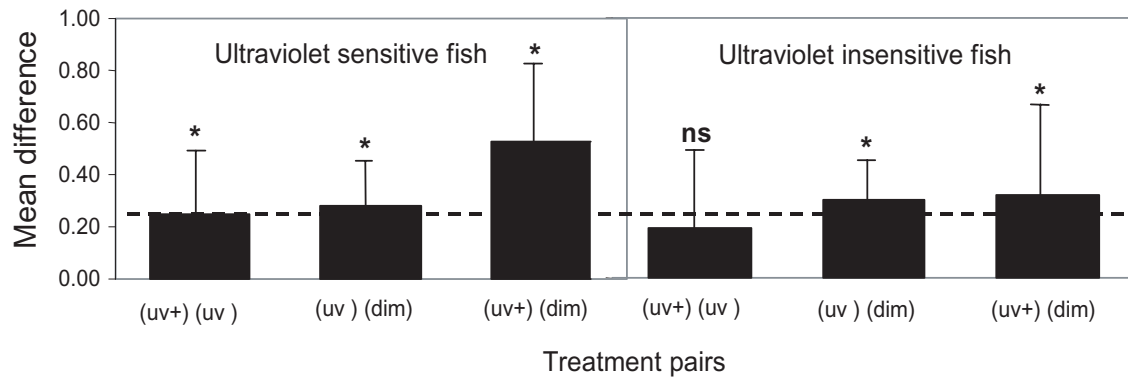 Mean difference
1.00
0.80
0.60
0.40
0.20
0.00
Ultraviolet sensitive fish
Ultraviolet insensitive fish
*
*
*
ns
*
*
(uv+) (uv )
(uv ) (dim)
(uv+) (dim)
(uv+) (uv )
(uv ) (dim)
(uv+) (dim)
Treatment pairs